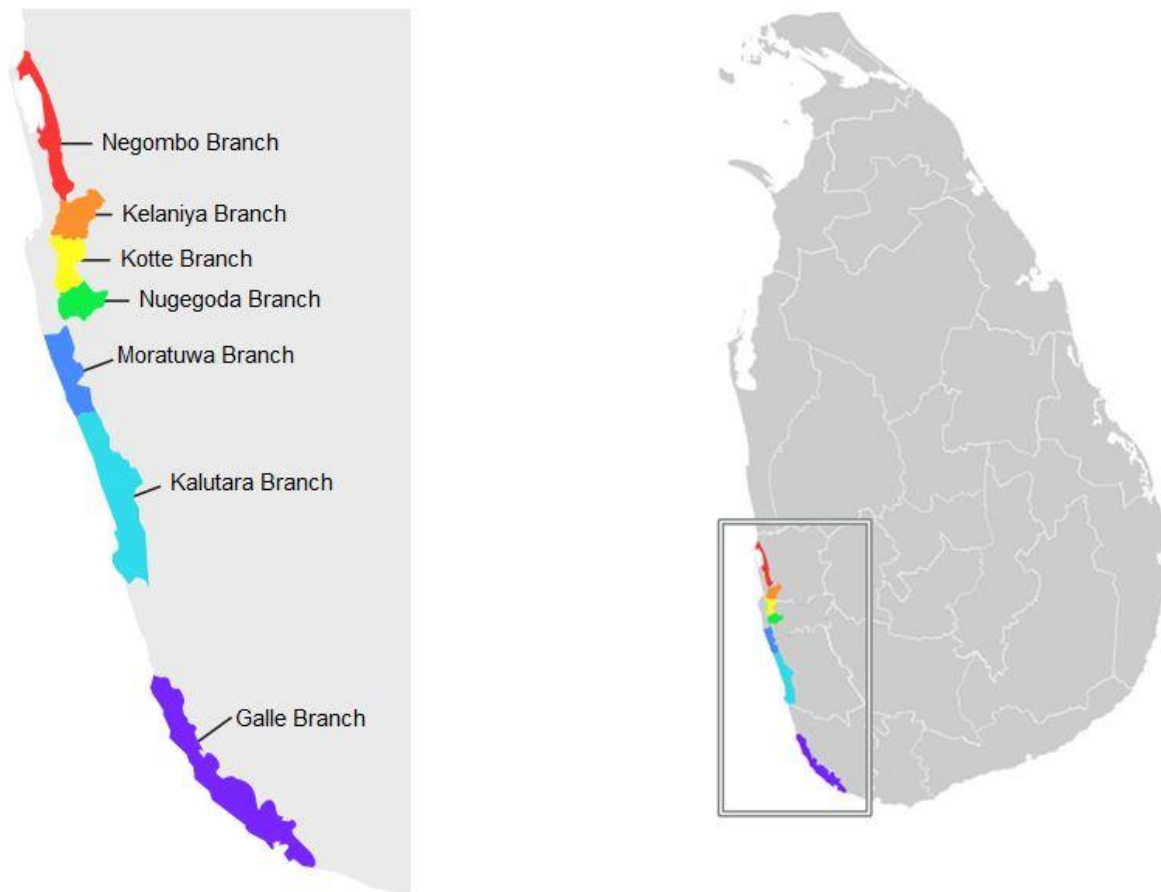 Negombo Branch
Kelaniya Branch
Kotte Branch
Nugegoda Branch
Moratuwa Branch
Kalutara Branch
Galle Branch